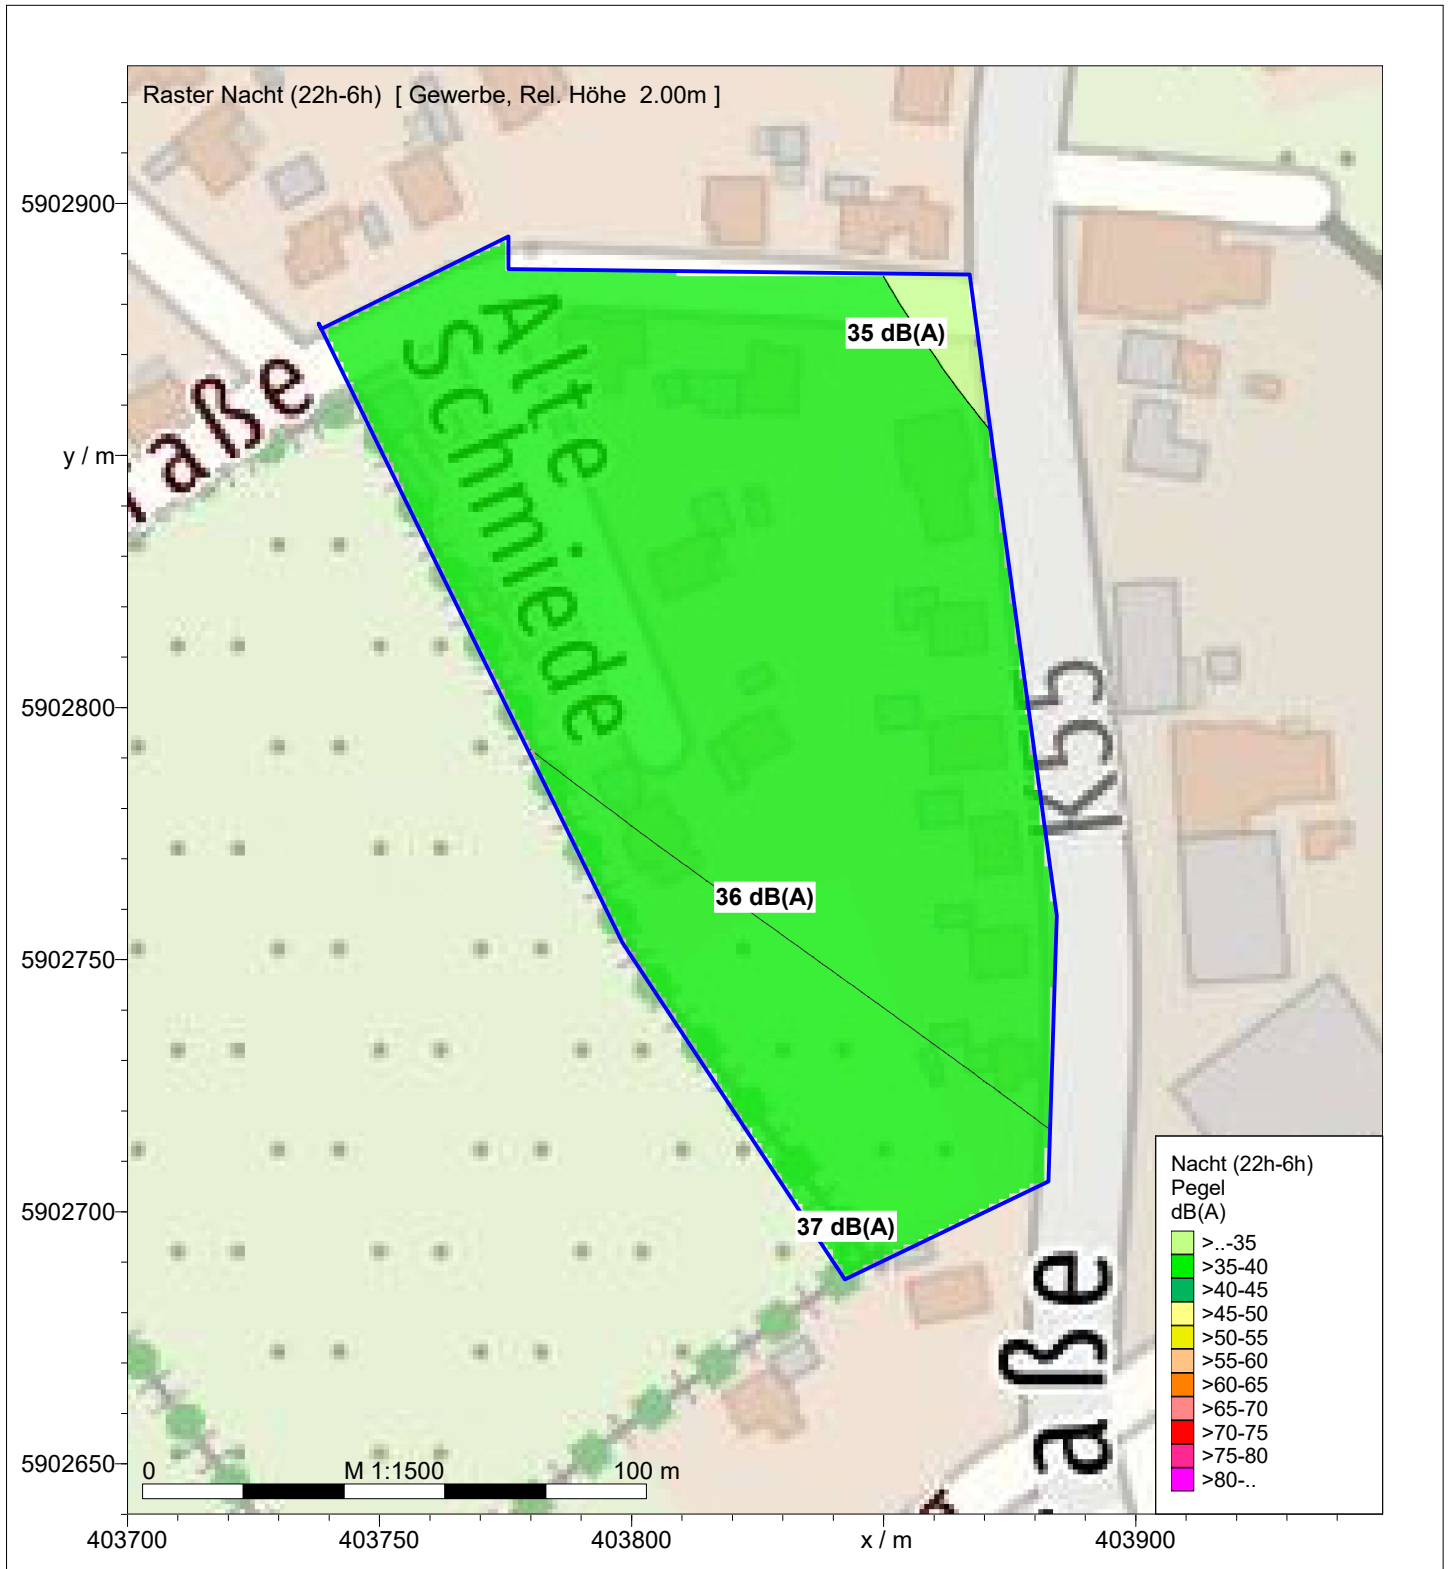 Raster Nacht (22h-6h) [ Gewerbe, Rel. Höhe 2.00m ]
5902900
y / m
5902800
5902750
5902700
5902650
35 dB(A)
Alte
Schmiede
aße
K55
36 dB(A)
37 dB(A)
aße
Nacht (22h-6h)
Pegel
dB(A)
>..-35
>35-40
>40-45
>45-50
>50-55
>55-60
>60-65
>65-70
>70-75
>75-80
>80-..
0 M 1:1500 100 m
403700 403750 403800 x / m 403900